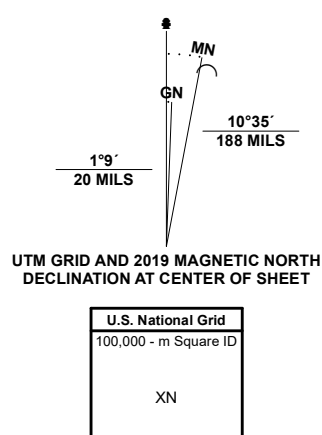 MN
GN
10°35´
188 MILS
1°9´
20 MILS
UTM GRID AND 2019 MAGNETIC NORTH
DECLINATION AT CENTER OF SHEET
U.S. National Grid
100,000 - m Square ID
XN